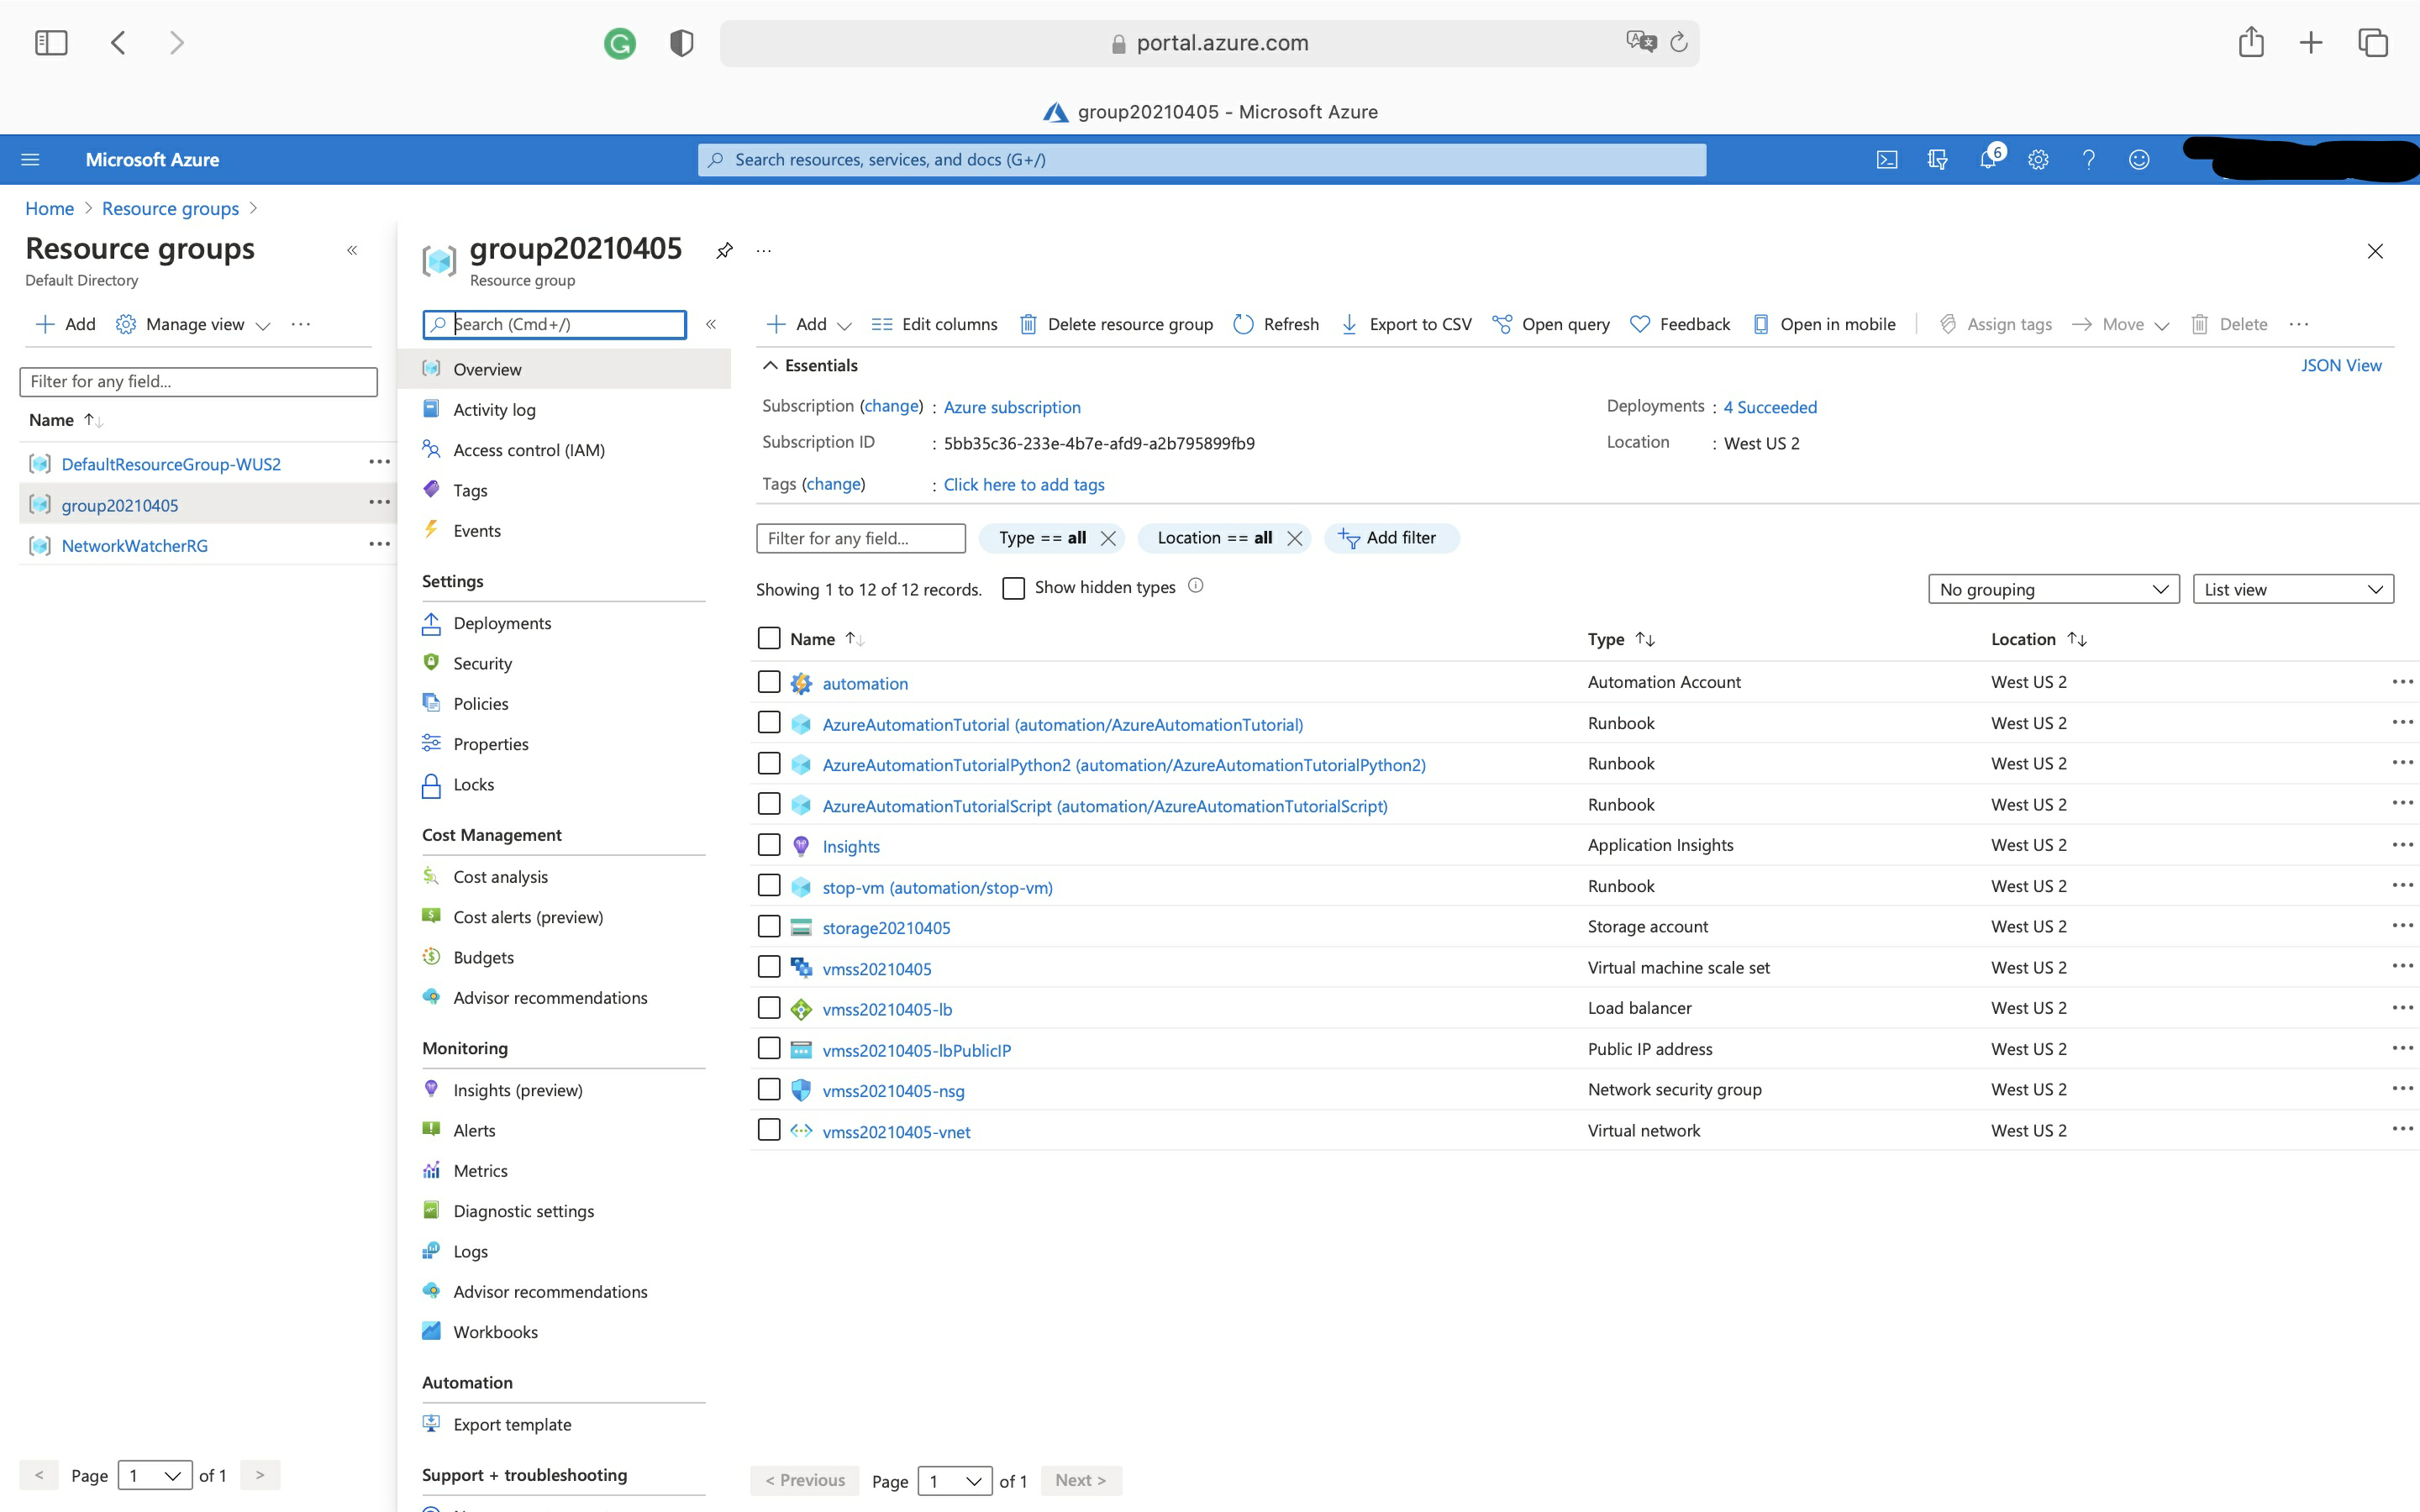 portal.azure.com
group20210405 - Microsoft Azure
Microsoft Azure
Search resources, services, and docs (G+/)
6
Home > Resource groups >
Resource groups
Default Directory
Add Manage view
Filter for any field...
Name
DefaultResourceGroup-WUS2
group20210405
NetworkWatcherRG
< Page 1 of 1 >
group20210405
Resource group
Search (Cmd+/)
Overview
Activity log
Access control (IAM)
Tags
Events
Settings
Deployments
Security
Policies
Properties
Locks
Cost Management
Cost analysis
Cost alerts (preview)
Budgets
Advisor recommendations
Monitoring
Insights (preview)
Alerts
Metrics
Diagnostic settings
Logs
Advisor recommendations
Workbooks
Automation
Export template
Support + troubleshooting
Add Edit columns Delete resource group Refresh Export to CSV Open query Feedback Open in mobile Assign tags Move Delete
Essentials JSON View
Subscription (change) : Azure subscription Deployments : 4 Succeeded
Subscription ID : 5bb35c36-233e-4b7e-afd9-a2b795899fb9 Location : West US 2
Tags (change) : Click here to add tags
Filter for any field... Type == all Location == all Add filter
Showing 1 to 12 of 12 records. Show hidden types No grouping List view
Name Type Location
automation Automation Account West US 2
AzureAutomationTutorial (automation/AzureAutomationTutorial) Runbook West US 2
AzureAutomationTutorialPython2 (automation/AzureAutomationTutorialPython2) Runbook West US 2
AzureAutomationTutorialScript (automation/AzureAutomationTutorialScript) Runbook West US 2
Insights Application Insights West US 2
stop-vm (automation/stop-vm) Runbook West US 2
storage20210405 Storage account West US 2
vmss20210405 Virtual machine scale set West US 2
vmss20210405-lb Load balancer West US 2
vmss20210405-lbPublicIP Public IP address West US 2
vmss20210405-nsg Network security group West US 2
vmss20210405-vnet Virtual network West US 2
< Previous Page 1 of 1 Next >